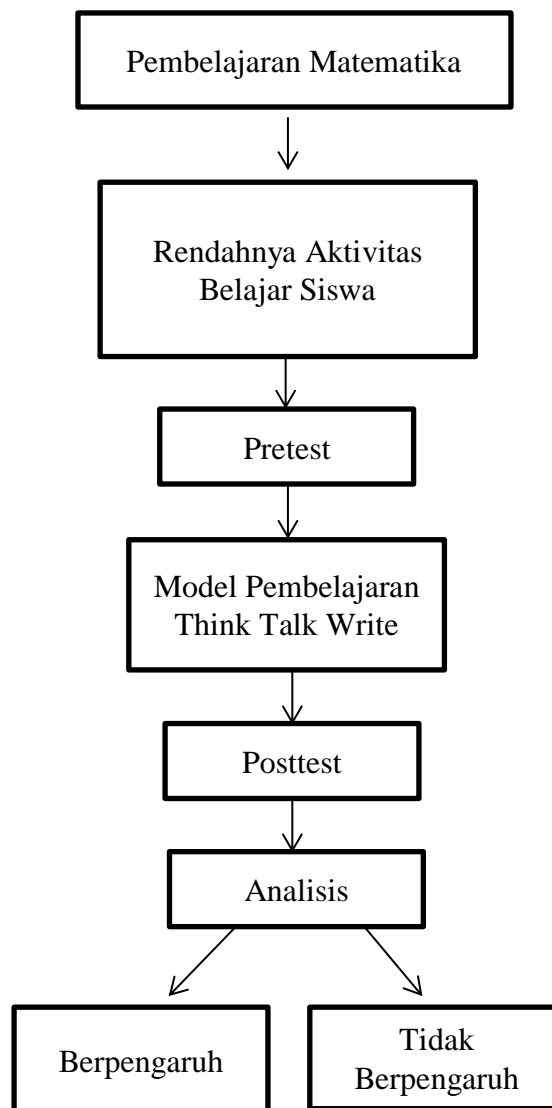 Pembelajaran Matematika
Rendahnya Aktivitas
Belajar Siswa
Pretest
Model Pembelajaran
Think Talk Write
Posttest
Analisis
Berpengaruh
Tidak
Berpengaruh